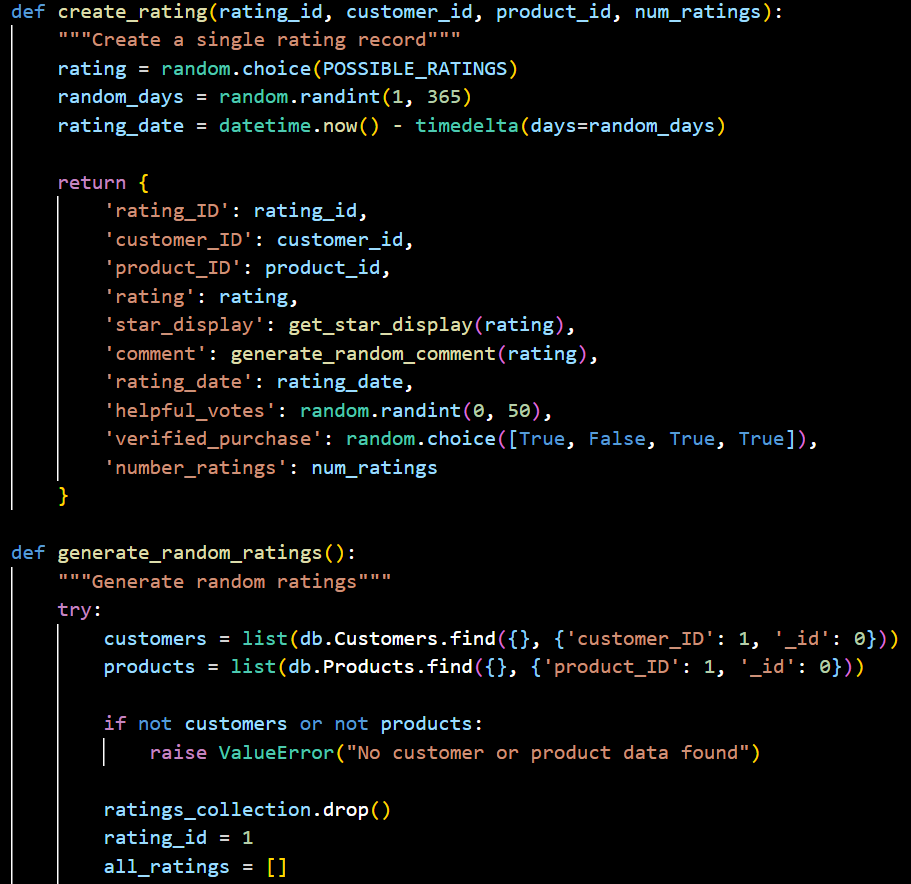 def create_rating(rating_id, customer_id, product_id, num_ratings):
    """Create a single rating record"""
    rating = random.choice(POSSIBLE_RATINGS)
    random_days = random.randint(1, 365)
    rating_date = datetime.now() - timedelta(days=random_days)

    return {
        'rating_ID': rating_id,
        'customer_ID': customer_id,
        'product_ID': product_id,
        'rating': rating,
        'star_display': get_star_display(rating),
        'comment': generate_random_comment(rating),
        'rating_date': rating_date,
        'helpful_votes': random.randint(0, 50),
        'verified_purchase': random.choice([True, False, True, True]),
        'number_ratings': num_ratings
    }

def generate_random_ratings():
    """Generate random ratings"""
    try:
        customers = list(db.Customers.find({}, {'customer_ID': 1, '_id': 0}))
        products = list(db.Products.find({}, {'product_ID': 1, '_id': 0}))

        if not customers or not products:
            raise ValueError("No customer or product data found")

        ratings_collection.drop()
        rating_id = 1
        all_ratings = []